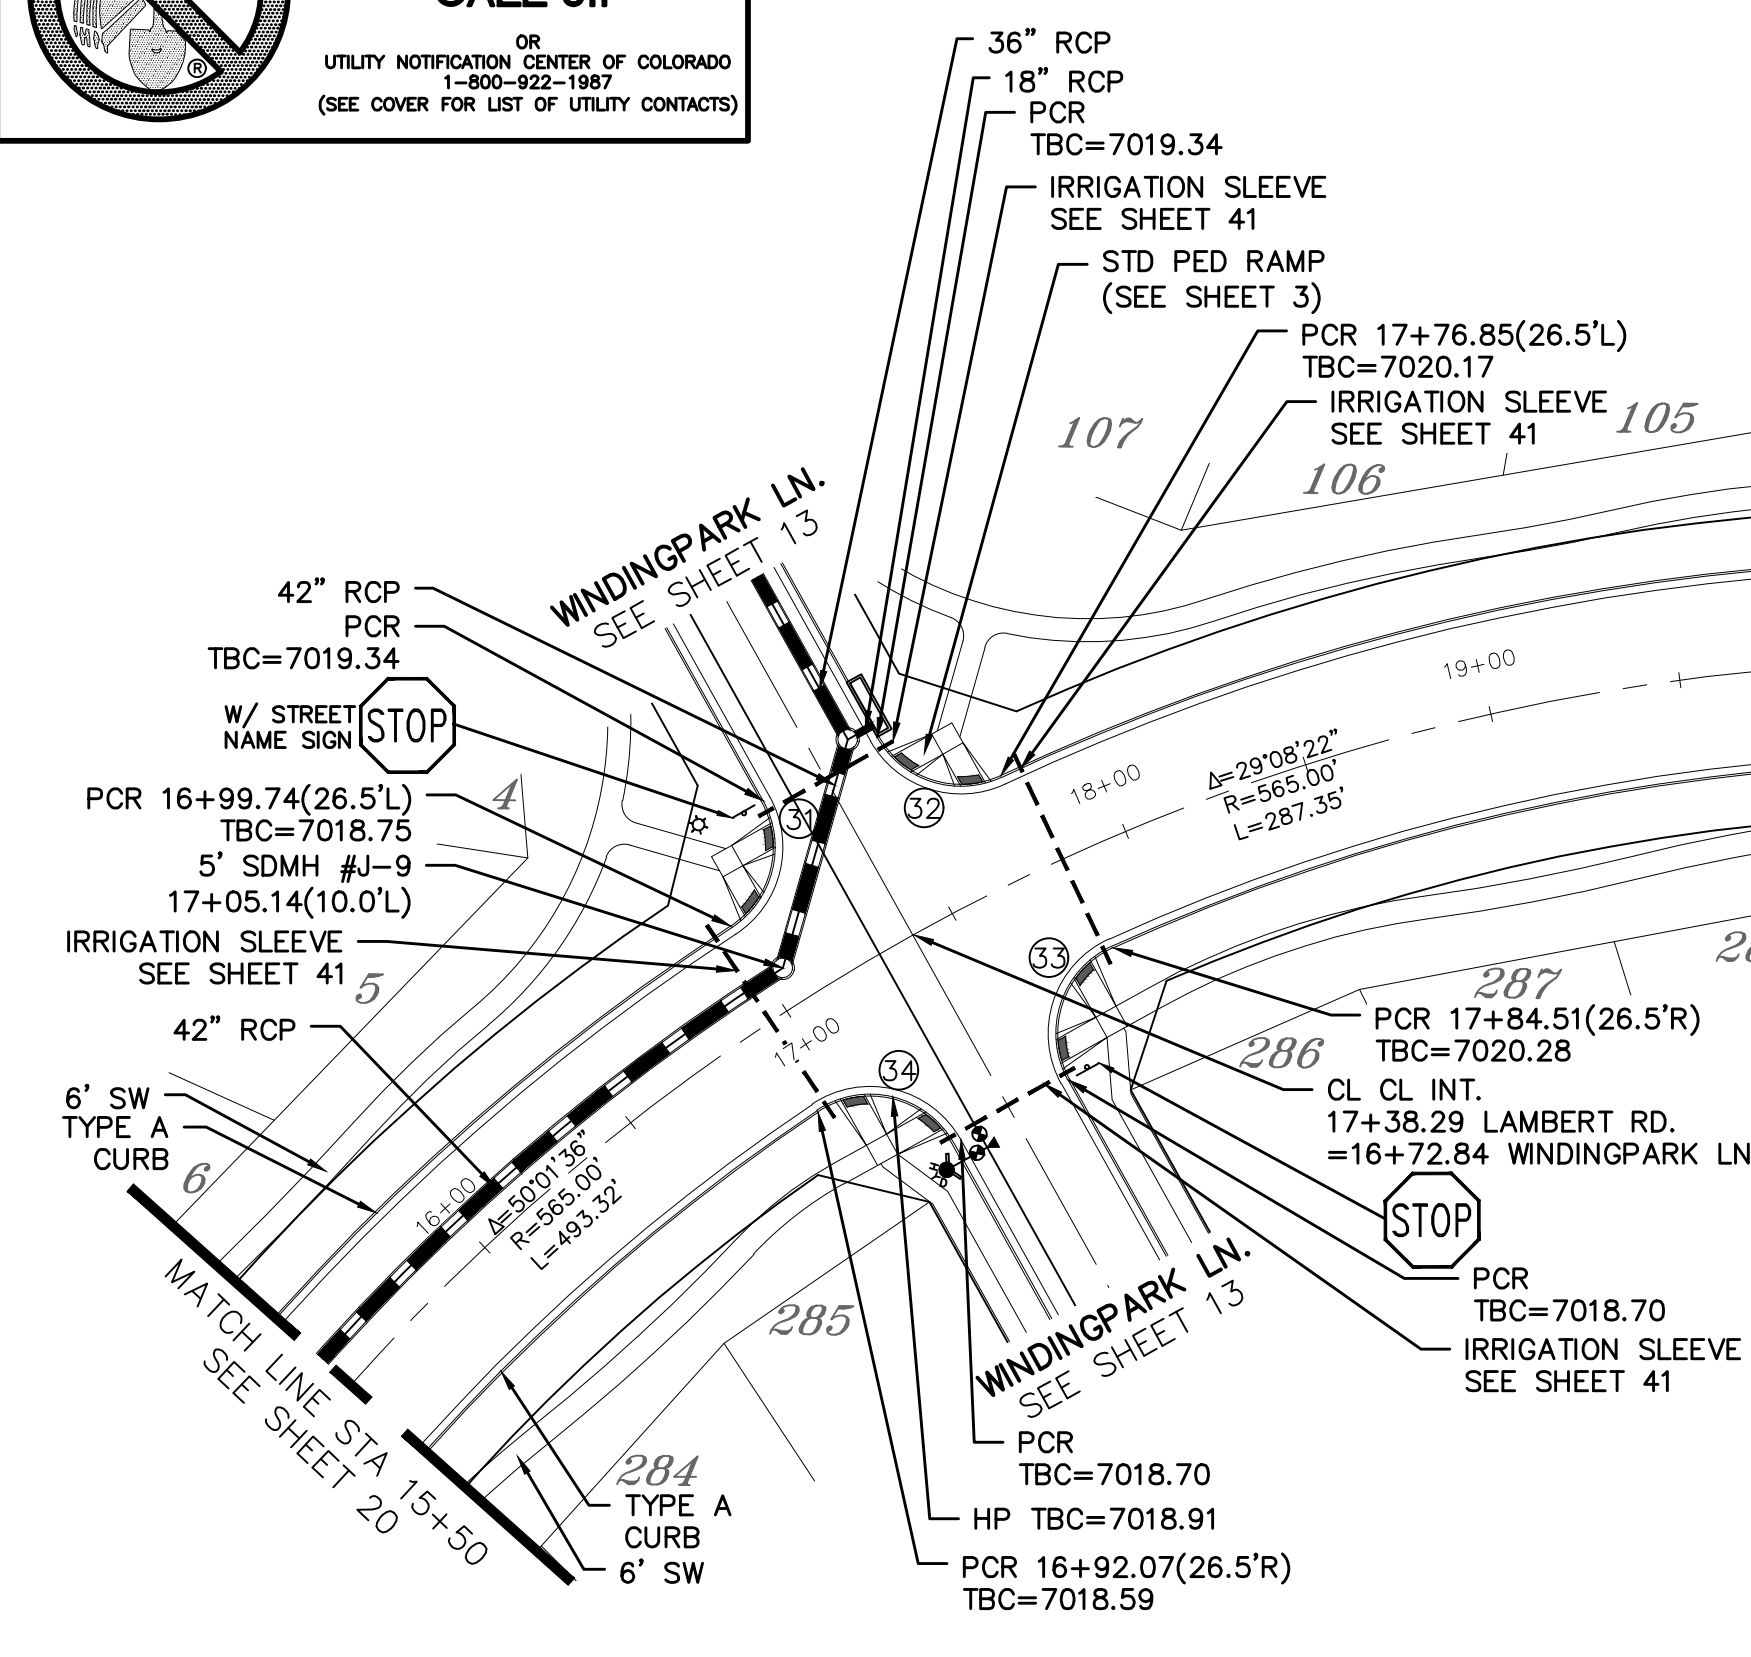 OR
UTILITY NOTIFICATION CENTER OF COLORADO
1-800-922-1987
(SEE COVER FOR LIST OF UTILITY CONTACTS)
®
36" RCP
18" RCP
PCR
TBC=7019.34
IRRIGATION SLEEVE
SEE SHEET 41
STD PED RAMP
(SEE SHEET 3)
PCR 17+76.85(26.5'L)
TBC=7020.17
IRRIGATION SLEEVE
SEE SHEET 41
107
106
105
WINDINGPARK LN.
SEE SHEET 13
42" RCP
PCR
TBC=7019.34
W/ STREET
NAME SIGN
STOP
PCR 16+99.74(26.5'L)
TBC=7018.75
5' SDMH #J-9
17+05.14(10.0'L)
IRRIGATION SLEEVE
SEE SHEET 41
42" RCP
6' SW
TYPE A
CURB
4
5
6
31
32
33
34
19+00
18+00
17+00
16+00
Δ=29°08'22"
R=565.00'
L=287.35'
Δ=50°01'36"
R=565.00'
L=493.32'
287
286
285
284
PCR 17+84.51(26.5'R)
TBC=7020.28
CL CL INT.
17+38.29 LAMBERT RD.
=16+72.84 WINDINGPARK LN
STOP
PCR
TBC=7018.70
IRRIGATION SLEEVE
SEE SHEET 41
HYD
WINDINGPARK LN.
SEE SHEET 13
PCR
TBC=7018.70
HP TBC=7018.91
PCR 16+92.07(26.5'R)
TBC=7018.59
TYPE A
CURB
6' SW
MATCH LINE STA 15+50
SEE SHEET 20